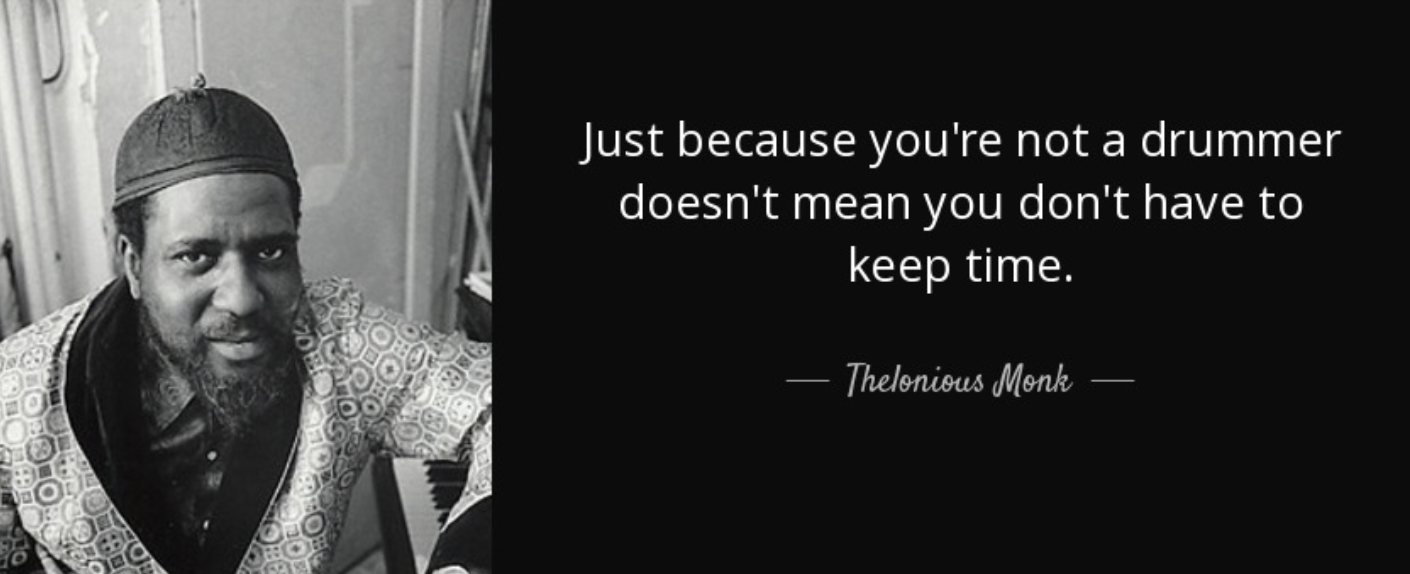 Just because you're not a drummer
doesn't mean you don't have to
keep time.
Thelonious Monk